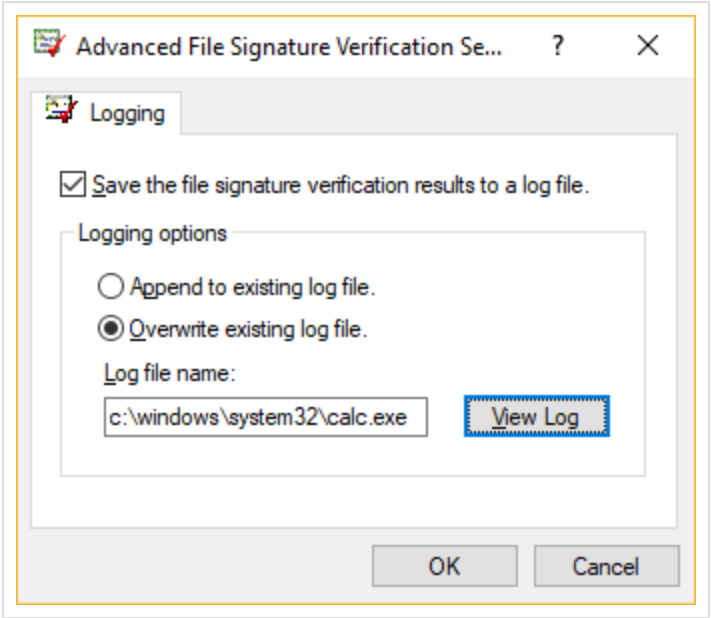 Advanced File Signature Verification Se...
Logging
Save the file signature verification results to a log file.
Logging options
Append to existing log file.
Overwrite existing log file.
Log file name:
c:\windows\system32\calc.exe View Log
OK Cancel